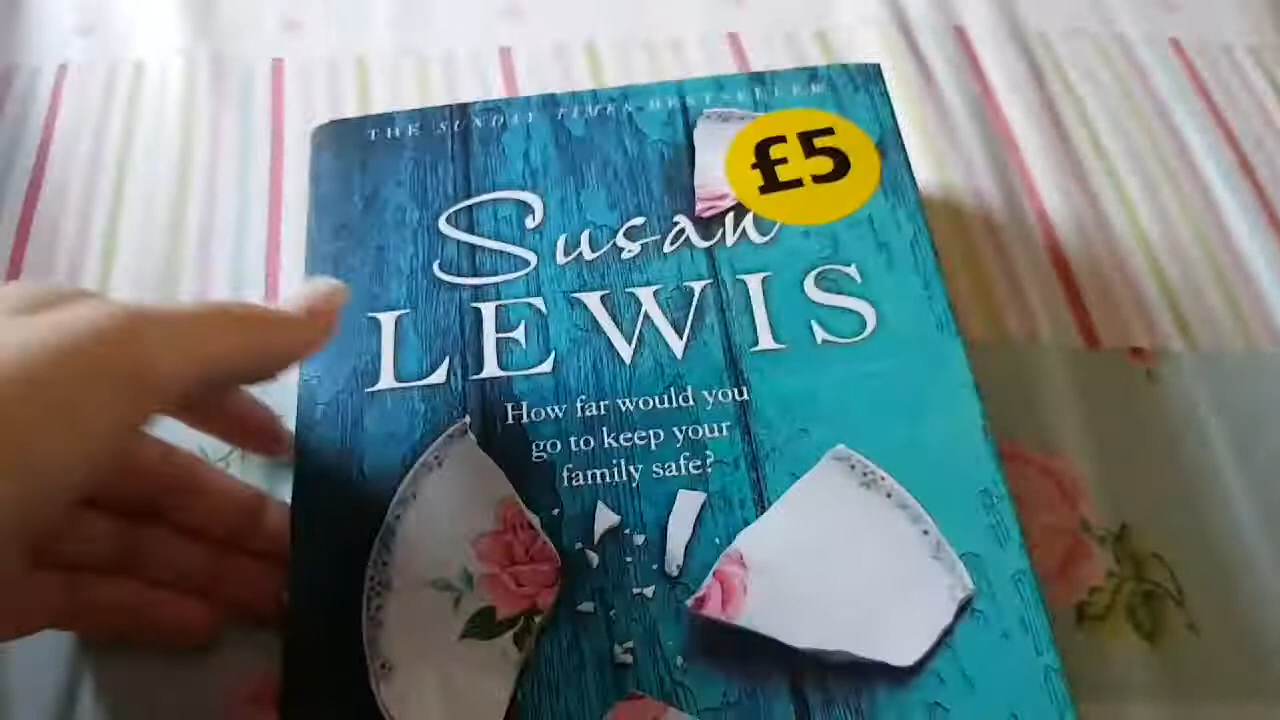 THE SUNDAY TIMES BESTSELLER
£5
Susan
LEWIS
How far would you
go to keep your
family safe?